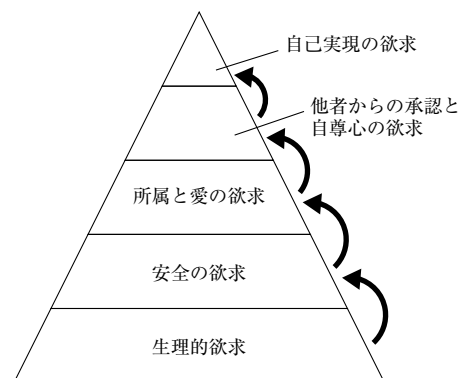 自己実現の欲求
他者からの承認と
自尊心の欲求
所属と愛の欲求
安全の欲求
生理的欲求